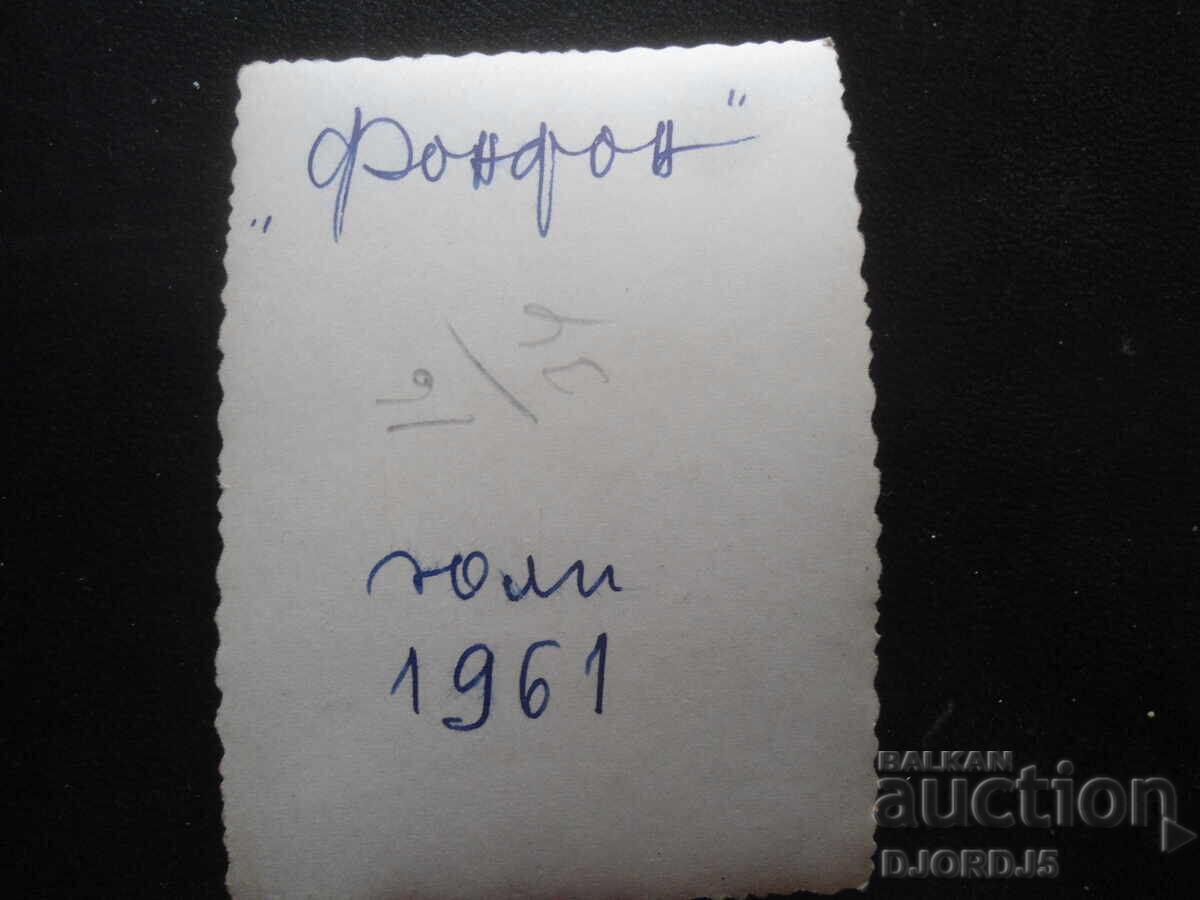 „Фонфон"
юли
1961
BALKAN
auction
DJORDJ5